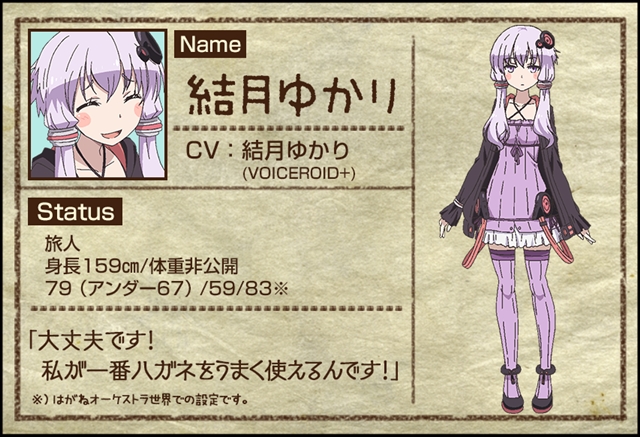 Name
結月ゆかり
CV：結月ゆかり
(VOICEROID+)
Status
旅人
身長159㎝/体重非公開
79（アンダー67）/59/83※
「大丈夫です!
私が一番ハガネをうまく使えるんです!」
※）はがねオーケストラ世界での設定です。